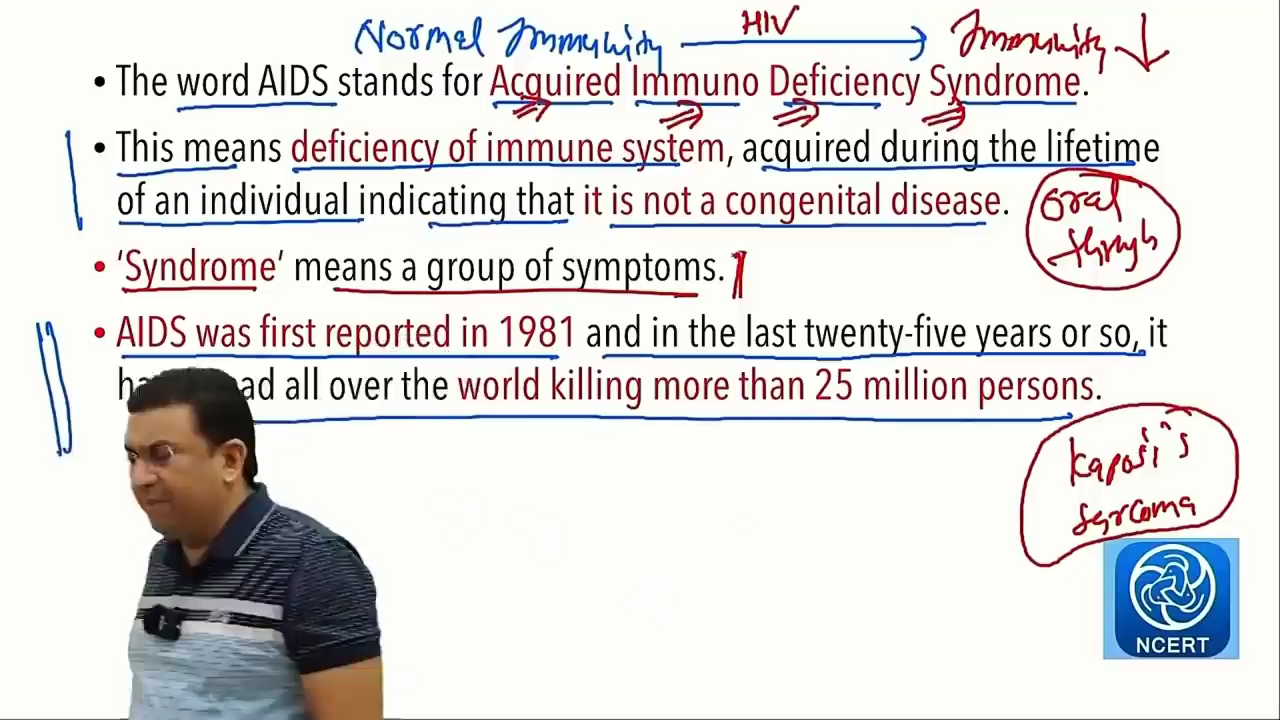 Normal Immunity HIV Immunity ↓
• The word AIDS stands for Acquired Immuno Deficiency Syndrome.
• This means deficiency of immune system, acquired during the lifetime
of an individual indicating that it is not a congenital disease.
oral
• 'Syndrome' means a group of symptoms.
• AIDS was first reported in 1981 and in the last twenty-five years or so, it
all over the world killing more than 25 million persons.
Kaposi's
sarcoma
NCERT